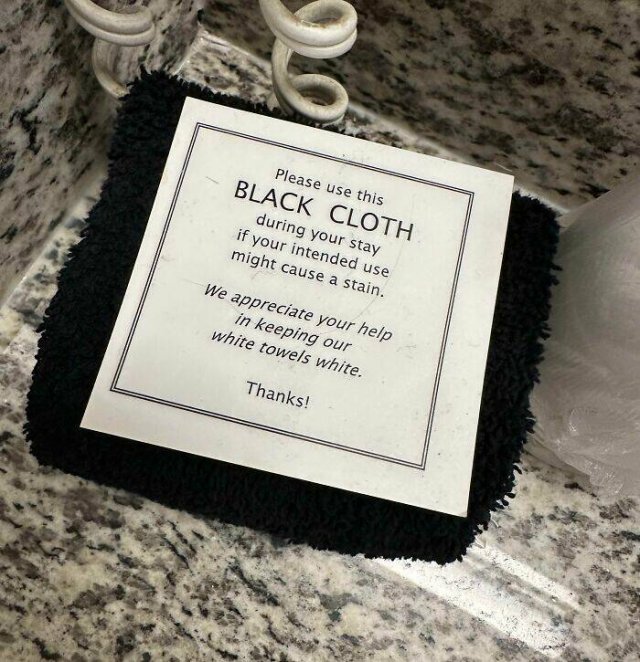 Please use this
BLACK CLOTH
during your stay
if your intended use
might cause a stain.
We appreciate your help
in keeping our
white towels white.
Thanks!